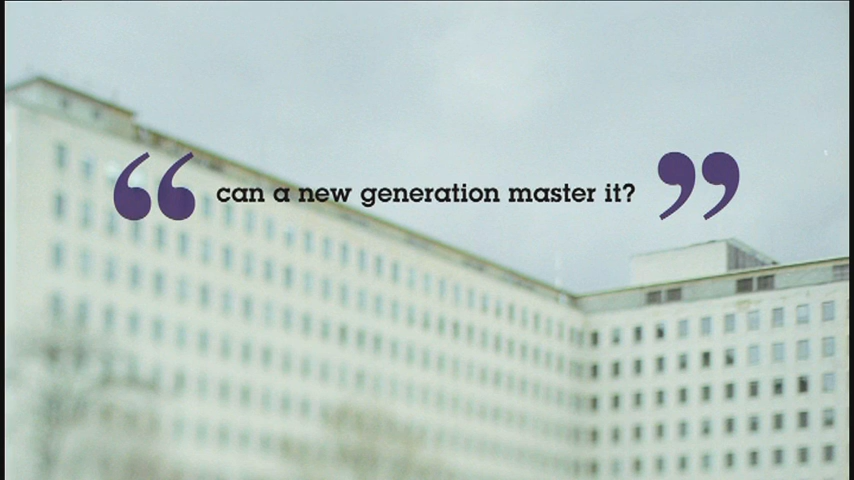 “ can a new generation master it? ”